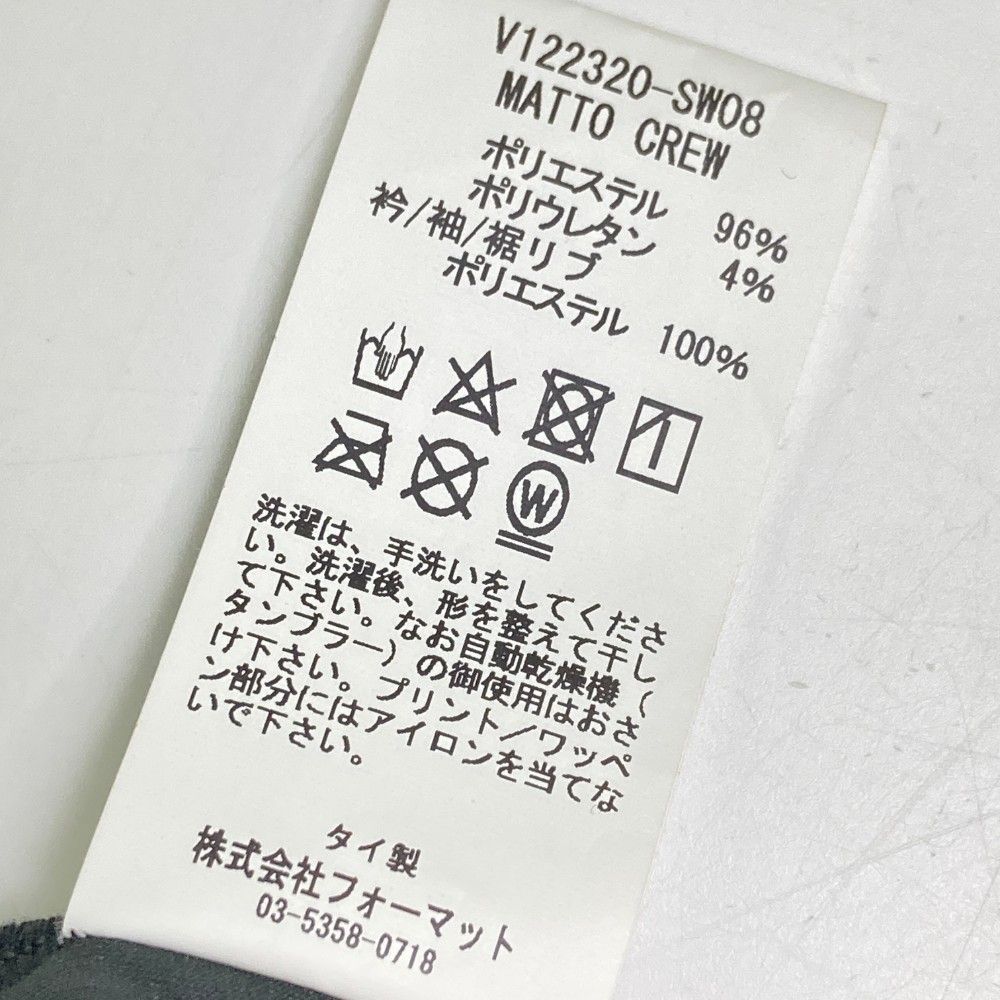 V122320-SW08
MATTO CREW
ポリエステル 96%
ポリウレタン 4%
衿/袖/裾リブ
ポリエステル 100%
W
洗濯は、手洗いをしてくださ
い。洗濯後、形を整えて干し
て下さい。なお自動乾燥機(
タンブラー)の御使用はおさ
け下さい。プリント/ワッペ
ン部分にはアイロンを当てな
いで下さい。
タイ製
株式会社フォーマット
03-5358-0718